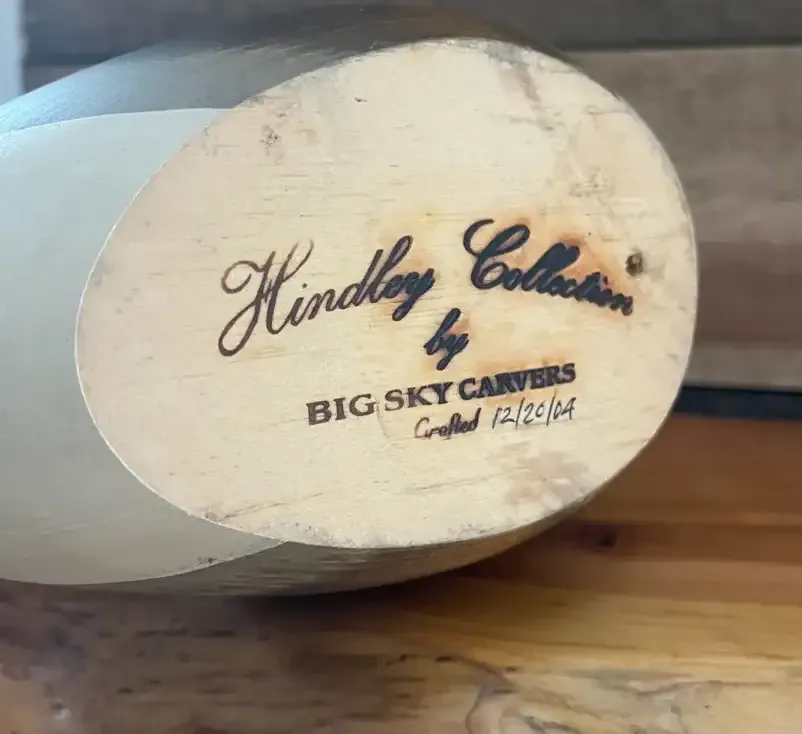 Hindley Collection
by
BIG SKY CARVERS
Crafted 12/20/04